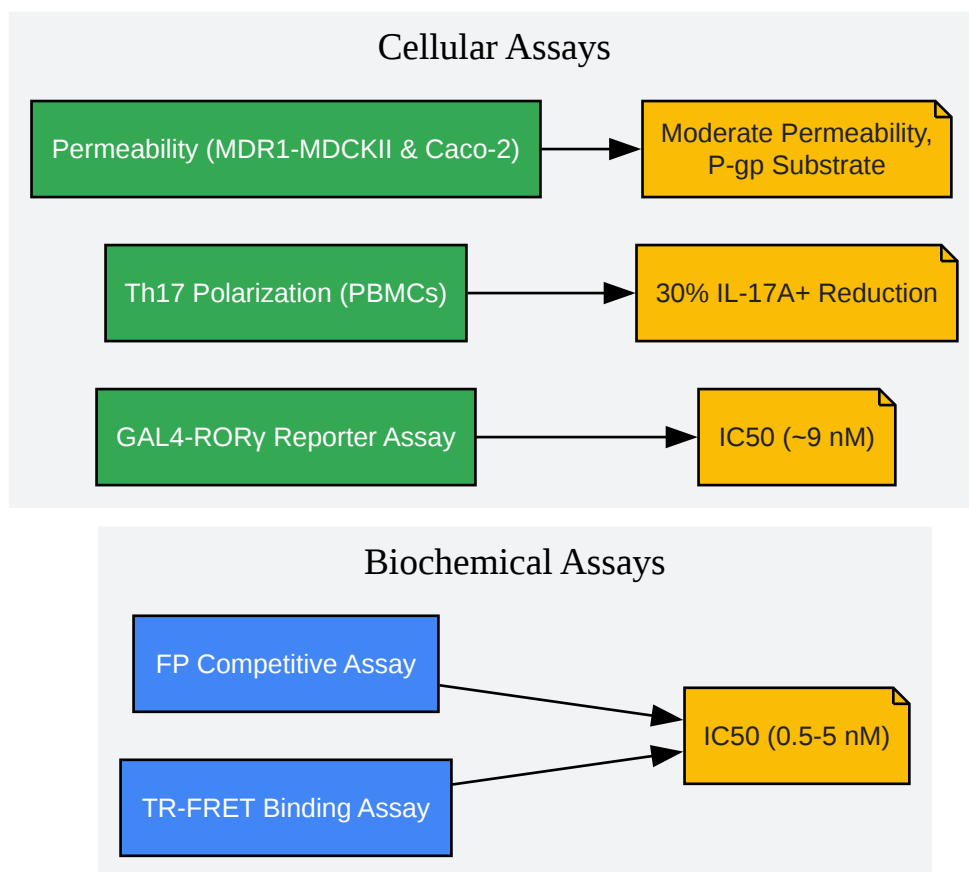 Cellular Assays
Permeability (MDR1-MDCKII & Caco-2)
Moderate Permeability,
P-gp Substrate
Th17 Polarization (PBMCs)
30% IL-17A+ Reduction
GAL4-RORγ Reporter Assay
IC50 (~9 nM)
Biochemical Assays
FP Competitive Assay
IC50 (0.5-5 nM)
TR-FRET Binding Assay